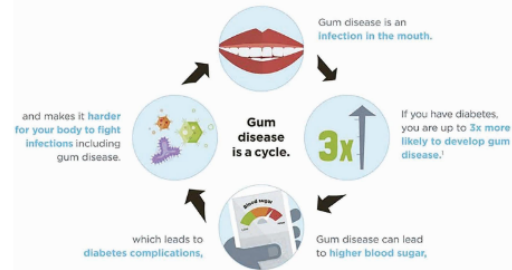 Gum disease is an
infection in the mouth.
If you have diabetes,
you are up to 3x more
likely to develop gum
disease.¹
3x
Gum disease can lead
to higher blood sugar,
Blood sugar
which leads to
diabetes complications,
and makes it harder
for your body to fight
infections including
gum disease.
Gum
disease
is a cycle.